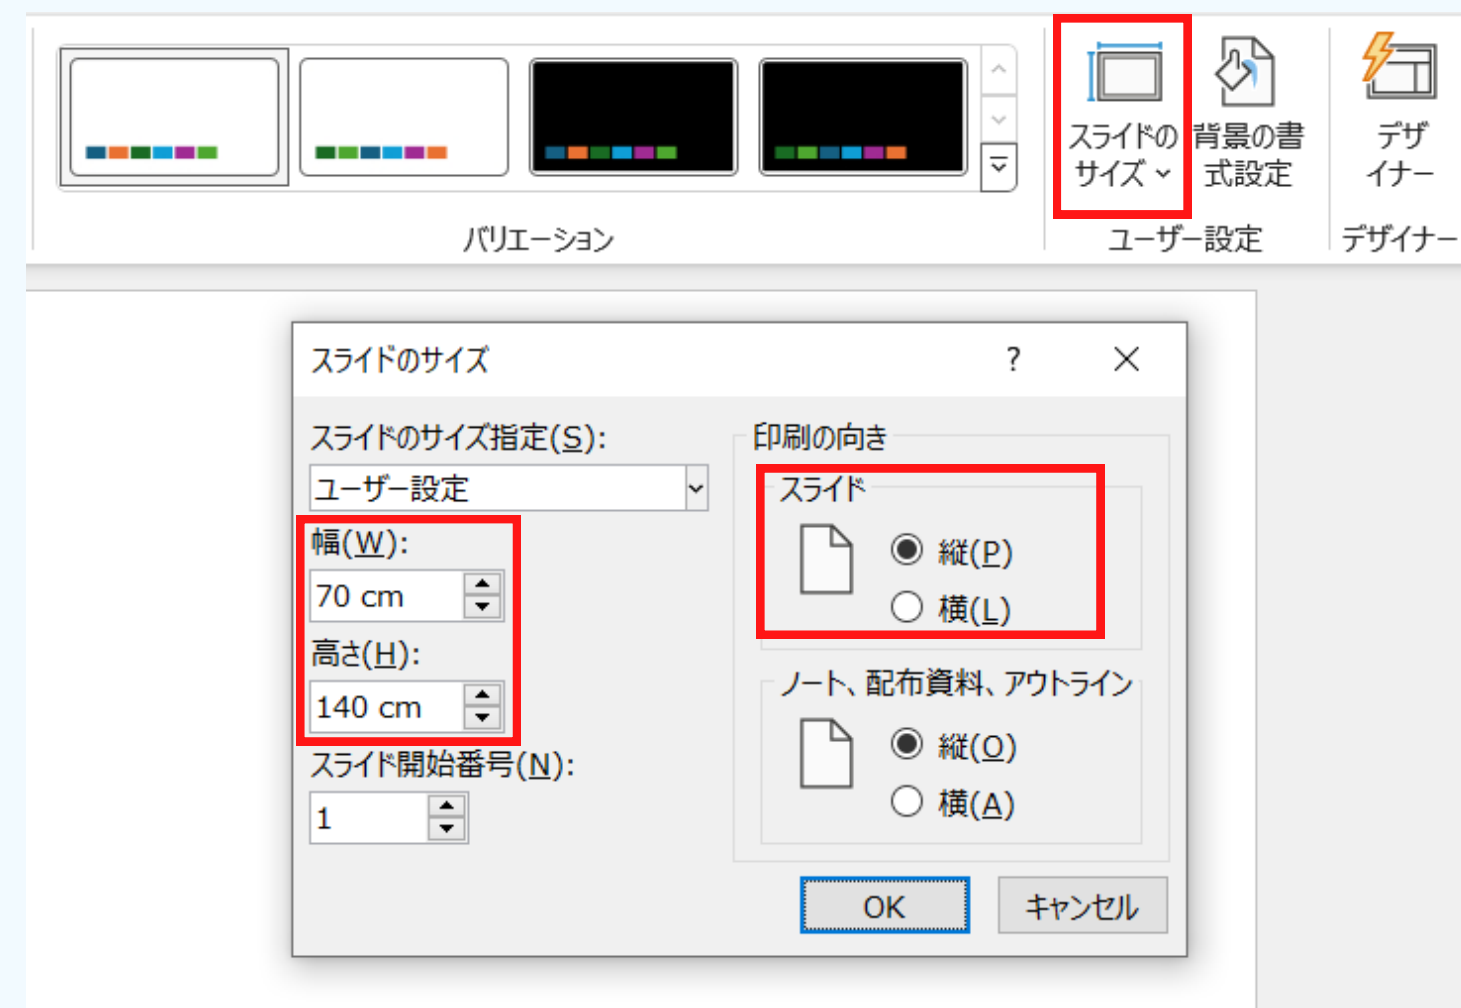 スライドの
サイズ
背景の書
式設定
デザ
イナー
バリエーション
ユーザー設定
デザイナー
スライドのサイズ
?
スライドのサイズ指定(S):
ユーザー設定
幅(W):
70 cm
高さ(H):
140 cm
スライド開始番号(N):
1
印刷の向き
スライド
縦(P)
横(L)
ノート、配布資料、アウトライン
縦(O)
横(A)
OK
キャンセル